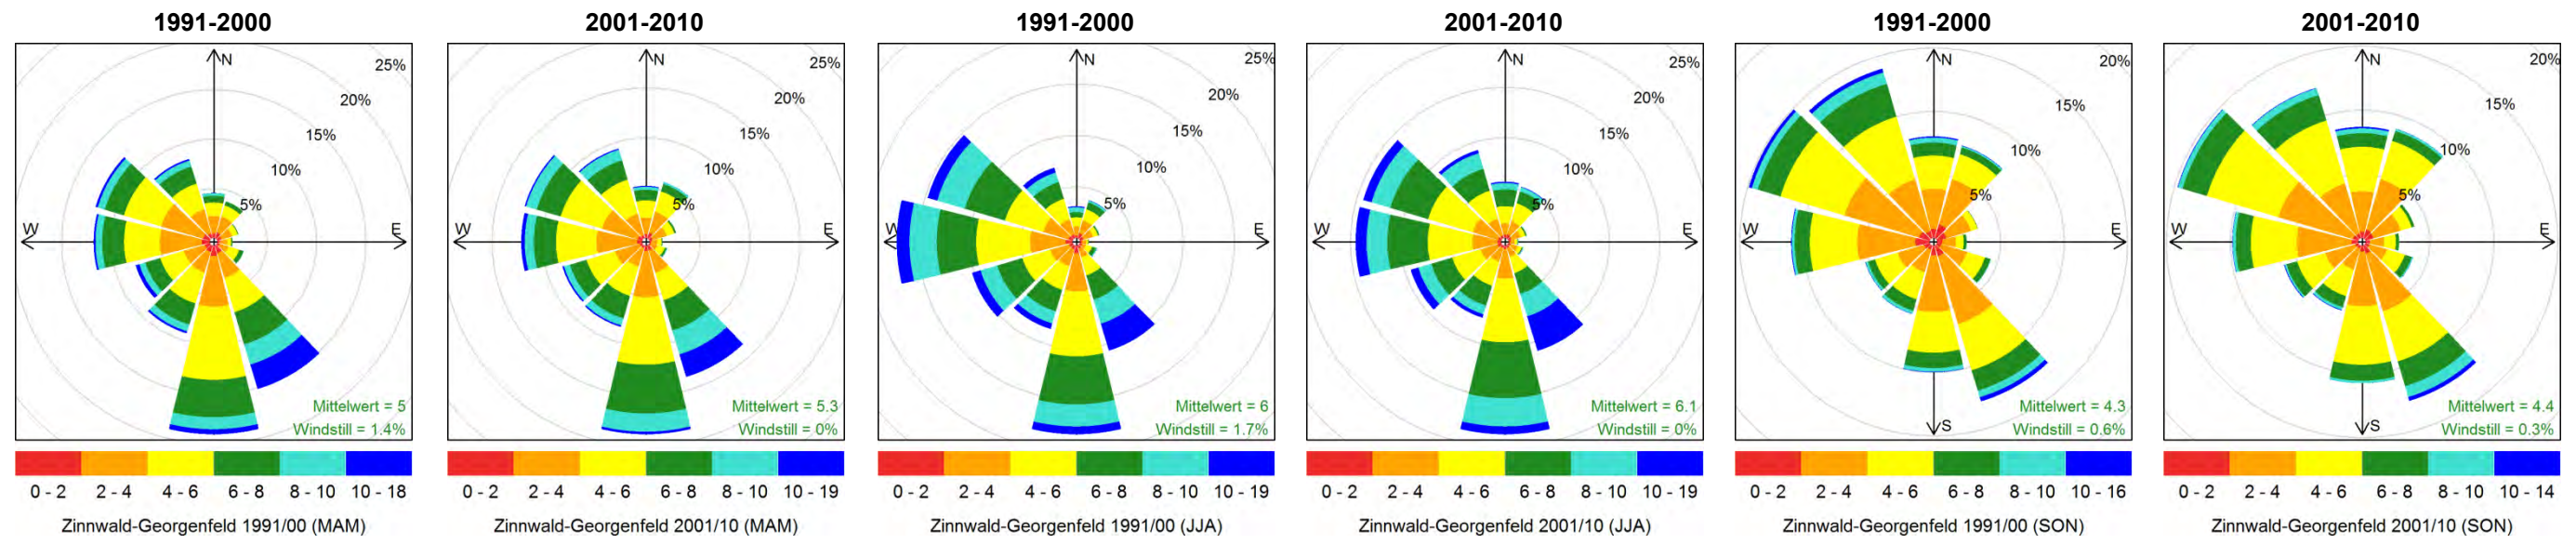 1991-2000
2001-2010
1991-2000
2001-2010
1991-2000
2001-2010
N
25%
20%
15%
10%
5%
W
E
Mittelwert = 5
Windstill = 1.4%
0 - 2 2 - 4 4 - 6 6 - 8 8 - 10 10 - 18
Zinnwald-Georgenfeld 1991/00 (MAM)
N
25%
20%
15%
10%
5%
W
E
Mittelwert = 5.3
Windstill = 0%
0 - 2 2 - 4 4 - 6 6 - 8 8 - 10 10 - 19
Zinnwald-Georgenfeld 2001/10 (MAM)
N
25%
20%
15%
10%
5%
W
E
Mittelwert = 6
Windstill = 1.7%
0 - 2 2 - 4 4 - 6 6 - 8 8 - 10 10 - 19
Zinnwald-Georgenfeld 1991/00 (JJA)
N
25%
20%
15%
10%
5%
W
E
Mittelwert = 6.1
Windstill = 0%
0 - 2 2 - 4 4 - 6 6 - 8 8 - 10 10 - 19
Zinnwald-Georgenfeld 2001/10 (JJA)
N
20%
15%
10%
5%
W
E
Mittelwert = 4.3
S
Windstill = 0.6%
0 - 2 2 - 4 4 - 6 6 - 8 8 - 10 10 - 16
Zinnwald-Georgenfeld 1991/00 (SON)
N
20%
15%
10%
5%
W
E
Mittelwert = 4.4
S
Windstill = 0.3%
0 - 2 2 - 4 4 - 6 6 - 8 8 - 10 10 - 14
Zinnwald-Georgenfeld 2001/10 (SON)